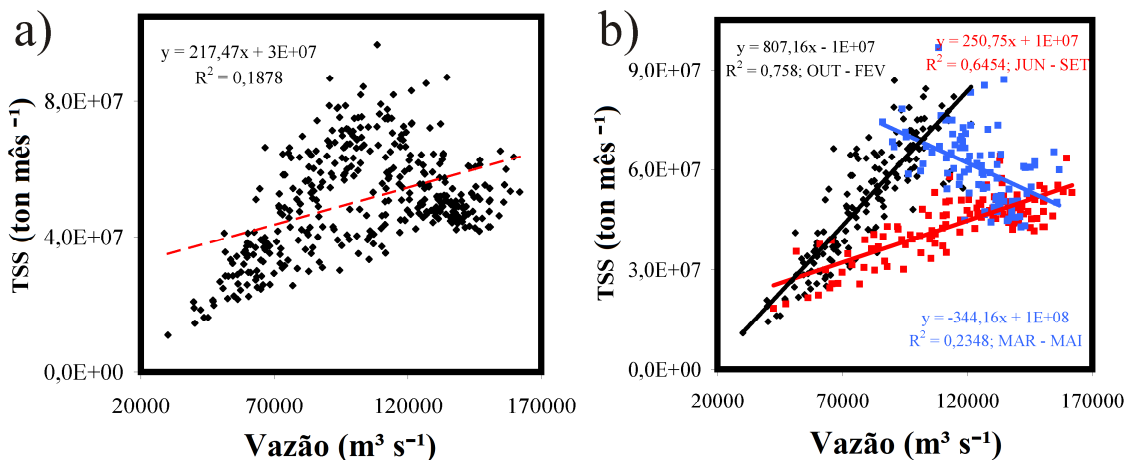 a)
y = 217,47x + 3E+07
R² = 0,1878
TSS (ton mês ⁻¹)
8,0E+07
4,0E+07
0,0E+00
20000
70000
120000
170000
Vazão (m³ s⁻¹)
b)
y = 807,16x - 1E+07
R² = 0,758; OUT - FEV
y = 250,75x + 1E+07
R² = 0,6454; JUN - SET
TSS (ton mês ⁻¹)
9,0E+07
6,0E+07
3,0E+07
0,0E+00
y = -344,16x + 1E+08
R² = 0,2348; MAR - MAI
20000
70000
120000
170000
Vazão (m³ s⁻¹)